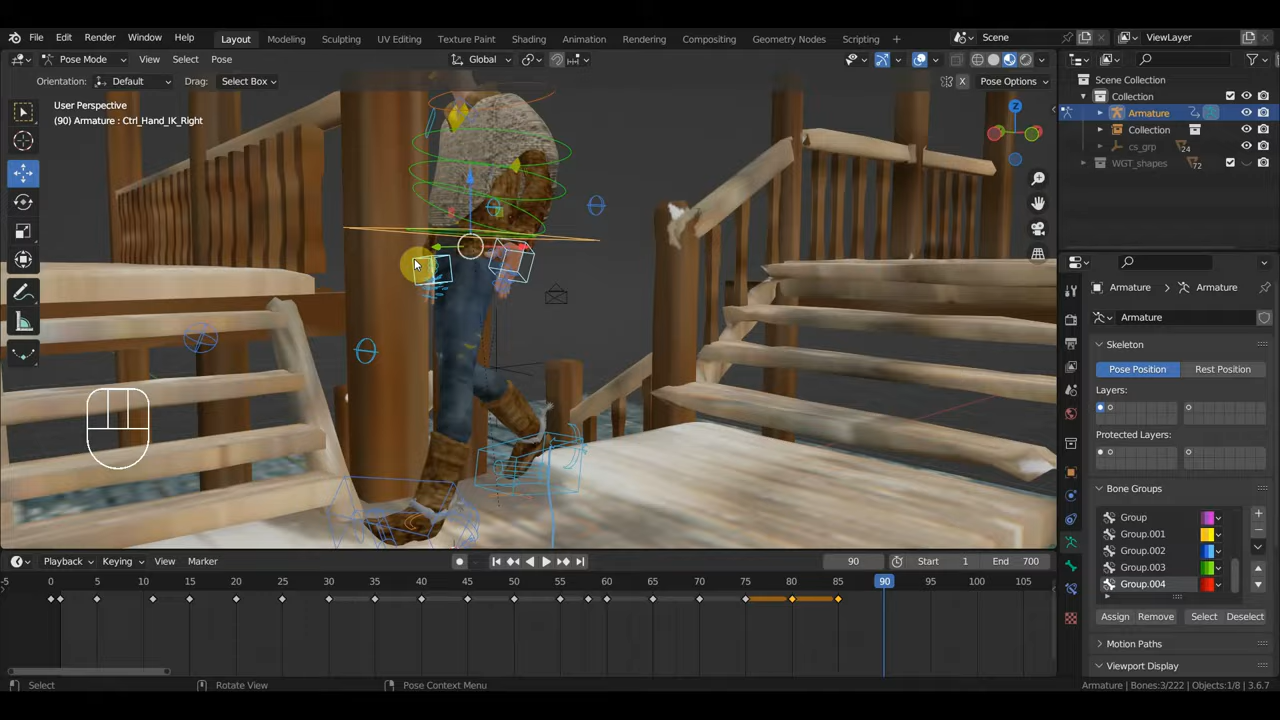 File Edit Render Window Help Layout Modeling Sculpting UV Editing Texture Paint Shading Animation Rendering Compositing Geometry Nodes Scripting + Scene ViewLayer
Pose Mode View Select Pose Global
Orientation: Default Drag: Select Box X Pose Options
User Perspective
(90) Armature : Ctrl_Hand_IK_Right
Z
Scene Collection
Collection
Armature
Collection
cs_grp 24
WGT_shapes 72
Armature Armature
Armature
Skeleton
Pose Position Rest Position
Layers:
Protected Layers:
Bone Groups
Group
Group.001
Group.002
Group.003
Group.004
Assign Remove Select Deselect
Motion Paths
Viewport Display
Playback Keying View Marker 90 Start 1 End 700
-5 0 5 10 15 20 25 30 35 40 45 50 55 60 65 70 75 80 85 90 95 100 105
Select Rotate View Pose Context Menu Armature | Bones:3/222 | Objects:1/8 | 3.6.7